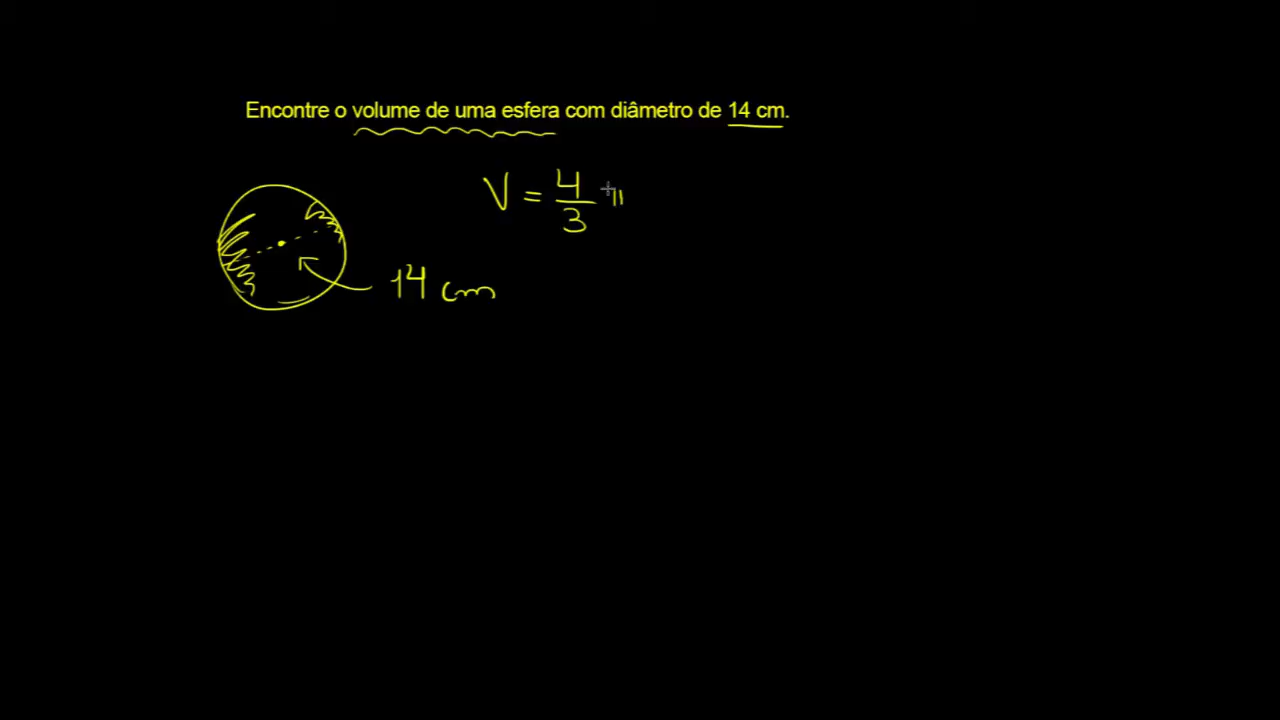 Encontre o volume de uma esfera com diâmetro de 14 cm.
V = 4/3
14 cm